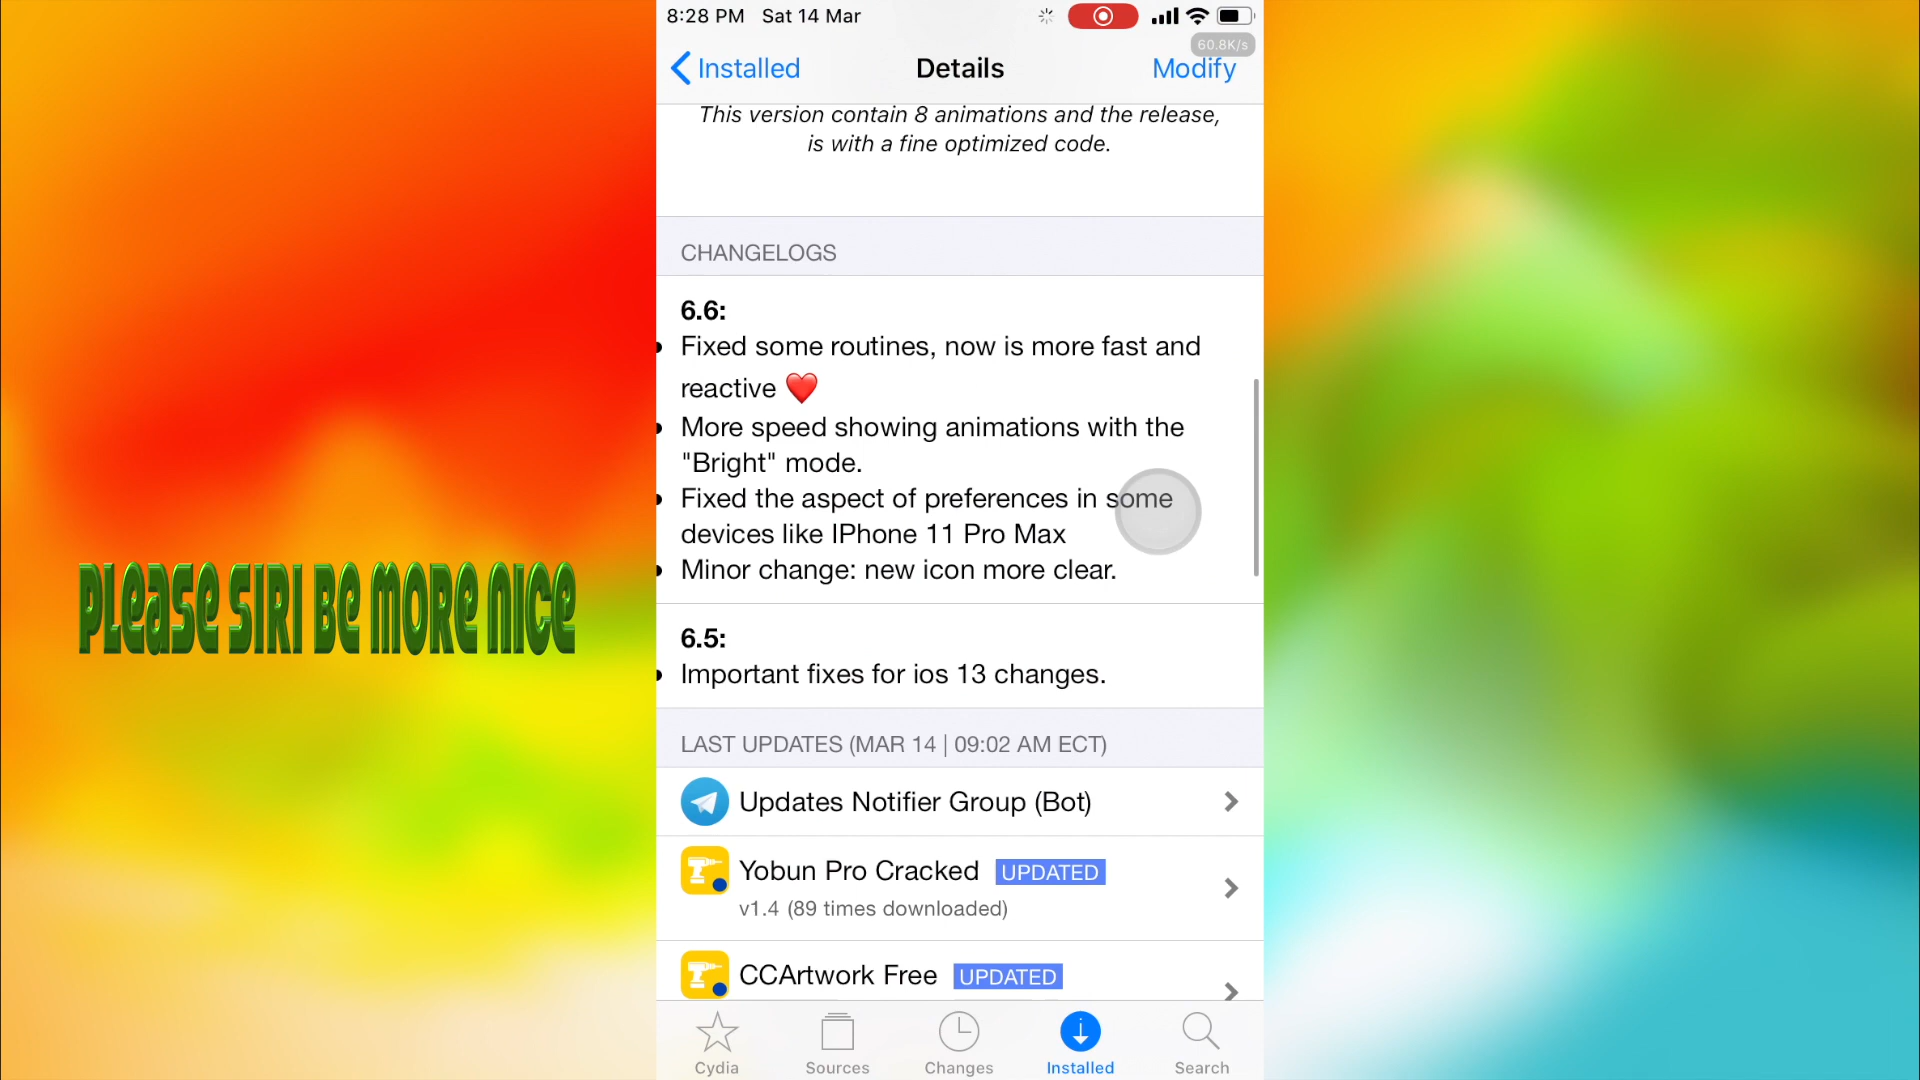 8:28 PM Sat 14 Mar
60.8K/s
Installed
Details
Modify
This version contain 8 animations and the release,
is with a fine optimized code.
CHANGELOGS
6.6:
Fixed some routines, now is more fast and
reactive ❤️
More speed showing animations with the
"Bright" mode.
Fixed the aspect of preferences in some
devices like IPhone 11 Pro Max
Minor change: new icon more clear.
PLeaSe SiRi Be MoRe NiCe
6.5:
Important fixes for ios 13 changes.
LAST UPDATES (MAR 14 | 09:02 AM ECT)
Updates Notifier Group (Bot)
Yobun Pro Cracked UPDATED
v1.4 (89 times downloaded)
CCArtwork Free UPDATED
Cydia
Sources
Changes
Installed
Search